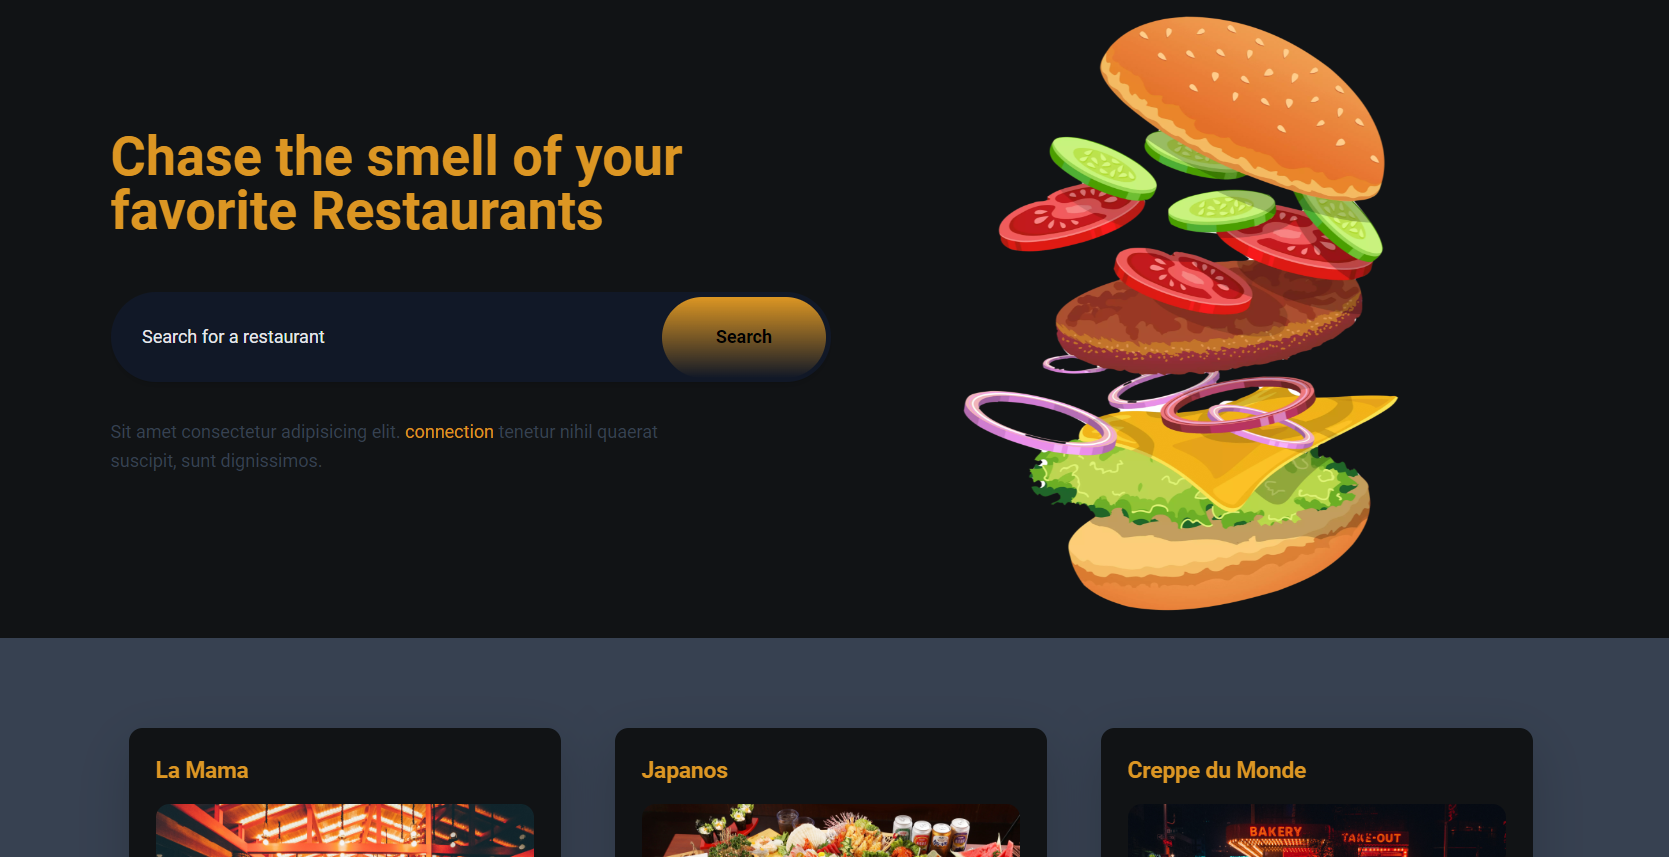 Chase the smell of your
favorite Restaurants
Search for a restaurant
Search
Sit amet consectetur adipisicing elit. connection tenetur nihil quaerat
suscipit, sunt dignissimos.
La Mama
Japanos
Creppe du Monde
BAKERY
TAKE-OUT